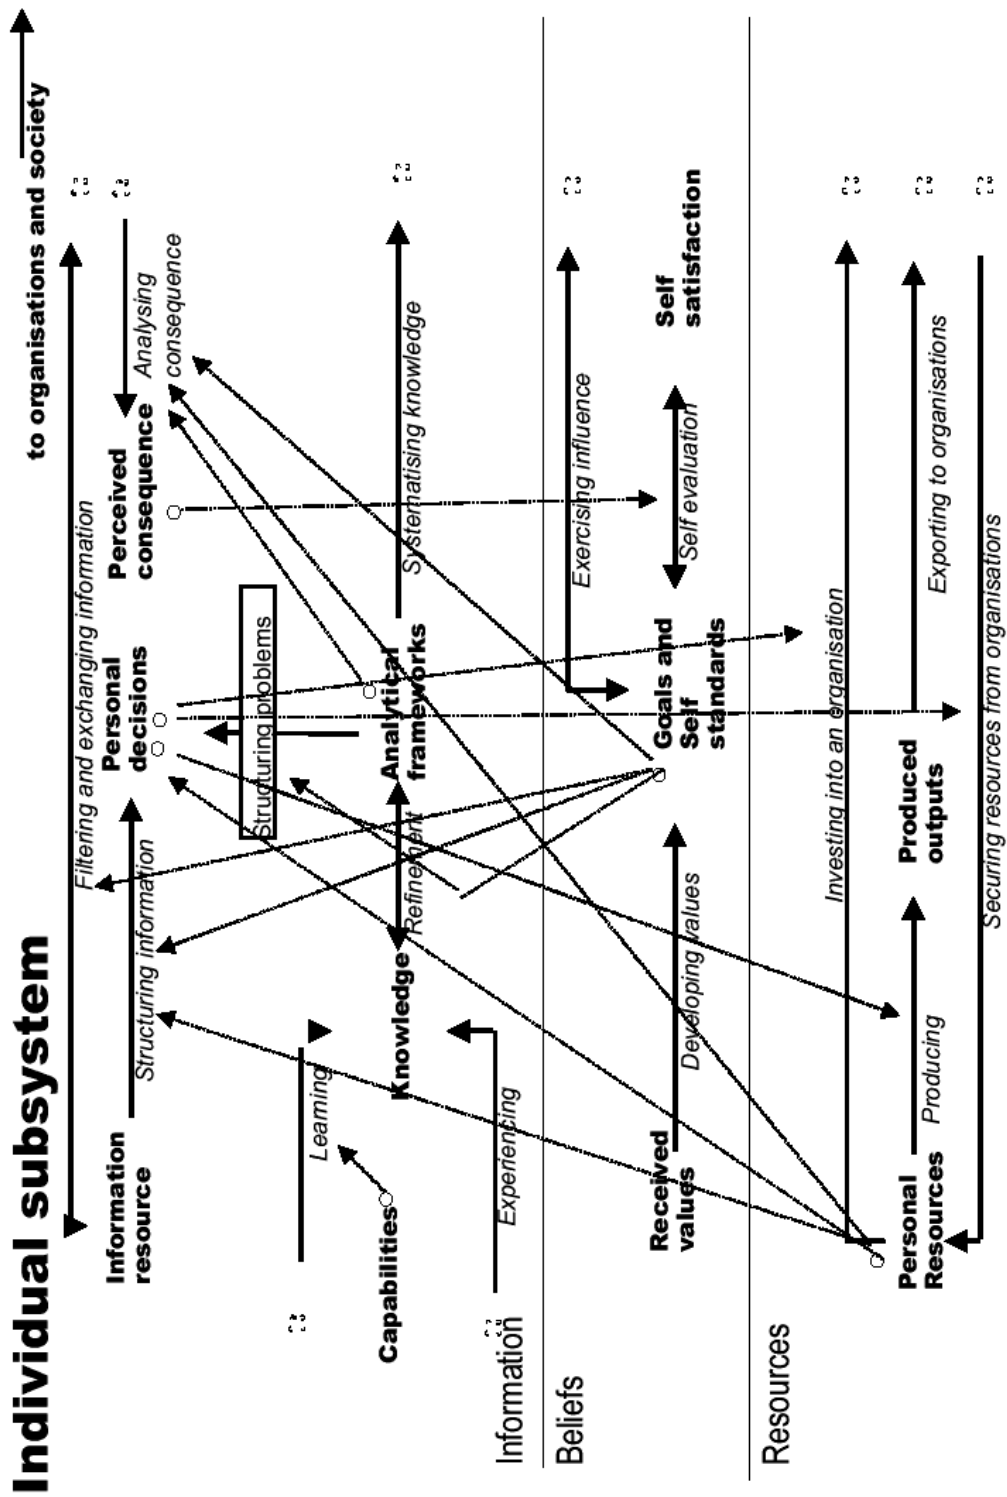 Individual subsystem
to organisations and society
Filtering and exchanging information
Information
resource
Structuring information
Personal
decisions
Perceived
consequence
Analysing
consequence
Structuring problems
Learning
Capabilities
Knowledge
Refinement
Analytical
frameworks
Systematising knowledge
Experiencing
Information
Beliefs
Exercising influence
Received
values
Developing values
Goals and
Self
standards
Self evaluation
Self
satisfaction
Resources
Investing into an organisation
Personal
Resources
Producing
Produced
outputs
Exporting to organisations
Securing resources from organisations